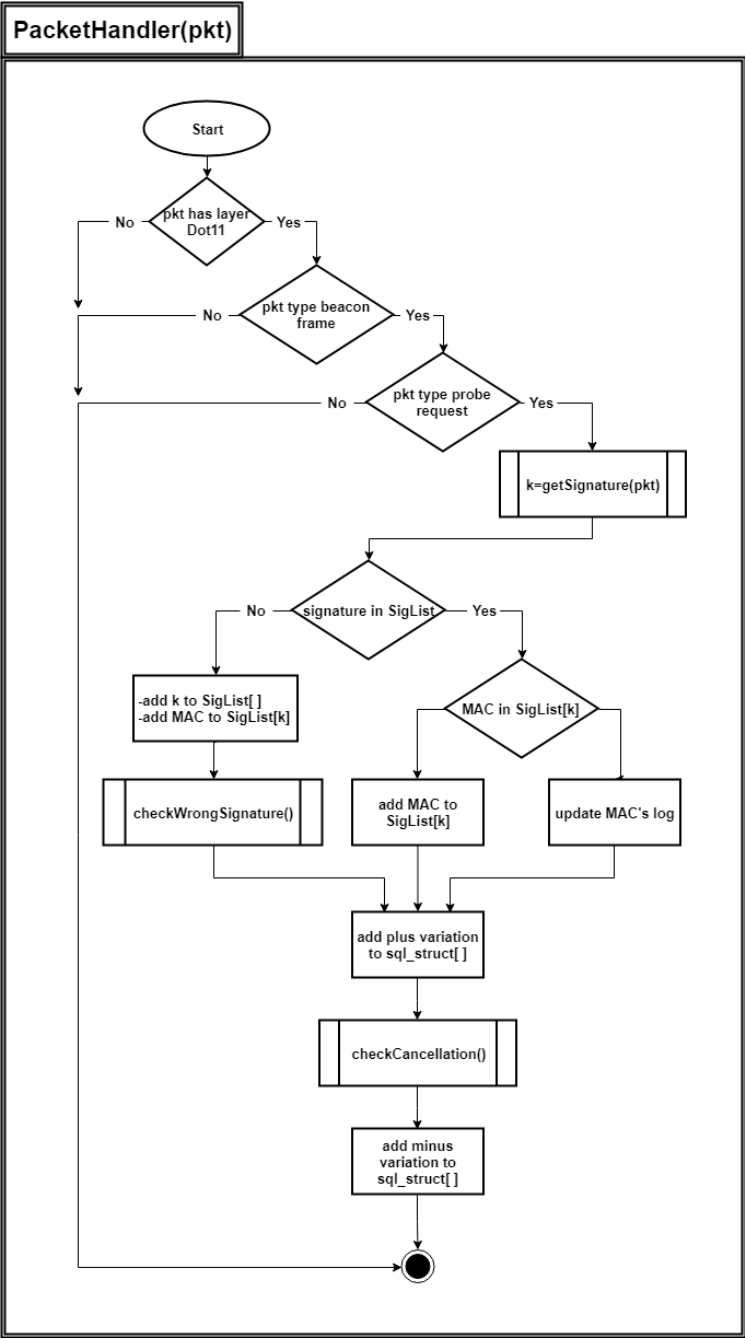 PacketHandler(pkt)
Start
pkt has layer
Dot11
No
Yes
pkt type beacon
frame
No
Yes
pkt type probe
request
No
Yes
k=getSignature(pkt)
signature in SigList
No
Yes
-add k to SigList[ ]
-add MAC to SigList[k]
MAC in SigList[k]
checkWrongSignature()
add MAC to
SigList[k]
update MAC's log
add plus variation
to sql_struct[ ]
checkCancellation()
add minus
variation to
sql_struct[ ]